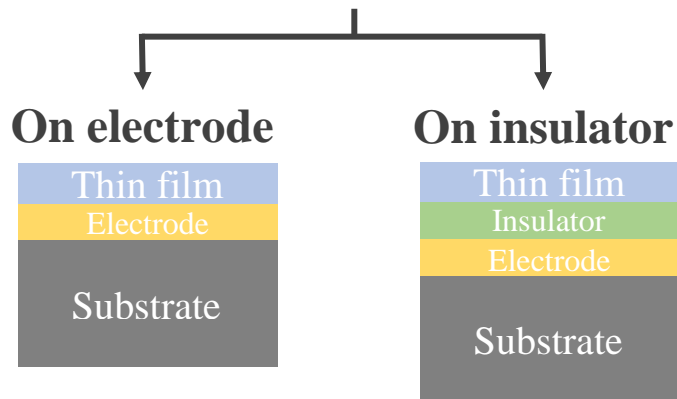 On electrode
Thin film
Electrode
Substrate
On insulator
Thin film
Insulator
Electrode
Substrate